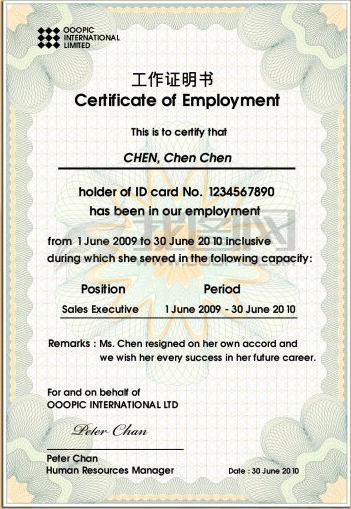 OOOPIC
INTERNATIONAL
LIMITED
工作证明书
Certificate of Employment
This is to certify that
CHEN, Chen Chen
holder of ID card No. 1234567890
has been in our employment
from 1 June 2009 to 30 June 2010 inclusive
during which she served in the following capacity:
Position Period
Sales Executive 1 June 2009 - 30 June 2010
Remarks : Ms. Chen resigned on her own accord and
we wish her every success in her future career.
For and on behalf of
OOOPIC INTERNATIONAL LTD
Peter Chan
Peter Chan
Human Resources Manager Date : 30 June 2010